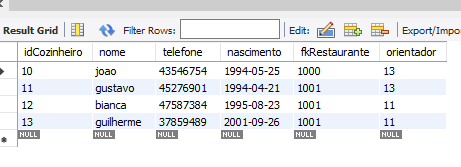 Result Grid Filter Rows: Edit: Export/Impo
idCozinheiro nome telefone nascimento fkRestaurante orientador
10 joao 43546754 1994-05-25 1000 13
11 gustavo 45276901 1994-04-21 1001 13
12 bianca 47587384 1995-08-23 1001 11
13 guilherme 37859489 2001-09-26 1001 11
NULL NULL NULL NULL NULL NULL